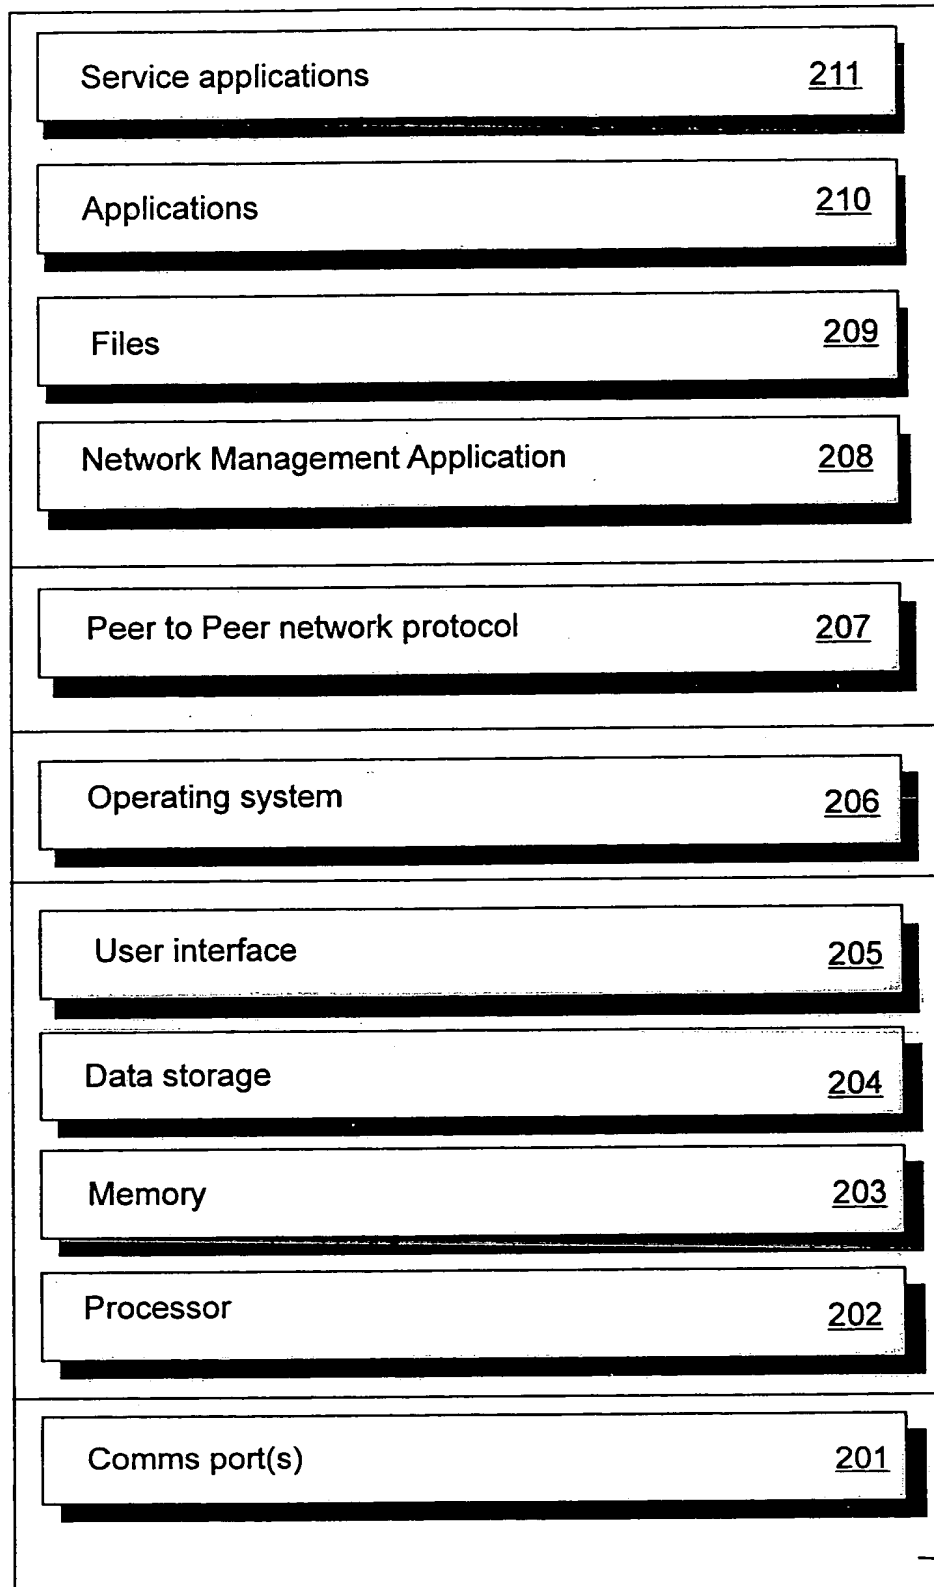 Service applications 211
Applications 210
Files 209
Network Management Application 208
Peer to Peer network protocol 207
Operating system 206
User interface 205
Data storage 204
Memory 203
Processor 202
Comms port(s) 201